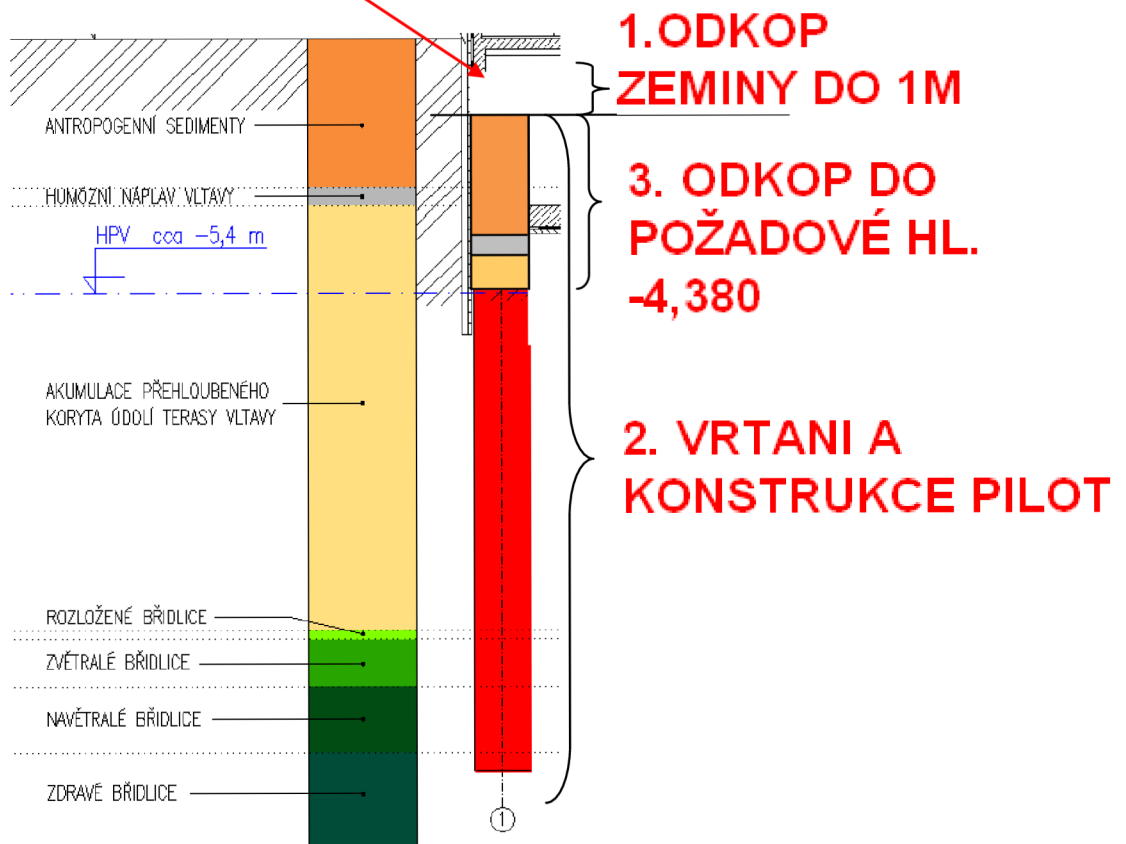 1.ODKOP
ZEMINY DO 1M
ANTROPOGENNÍ SEDIMENTY
HUMÓZNÍ NÁPLAV VLTAVY
HPV cca -5,4 m
3. ODKOP DO
POŽADOVÉ HL.
-4,380
AKUMULACE PŘEHLOUBENÉHO
KORYTA ÚDOLÍ TERASY VLTAVY
2. VRTANI A
KONSTRUKCE PILOT
ROZLOŽENÉ BŘIDLICE
ZVĚTRALÉ BŘIDLICE
NAVĚTRALÉ BŘIDLICE
ZDRAVÉ BŘIDLICE
1